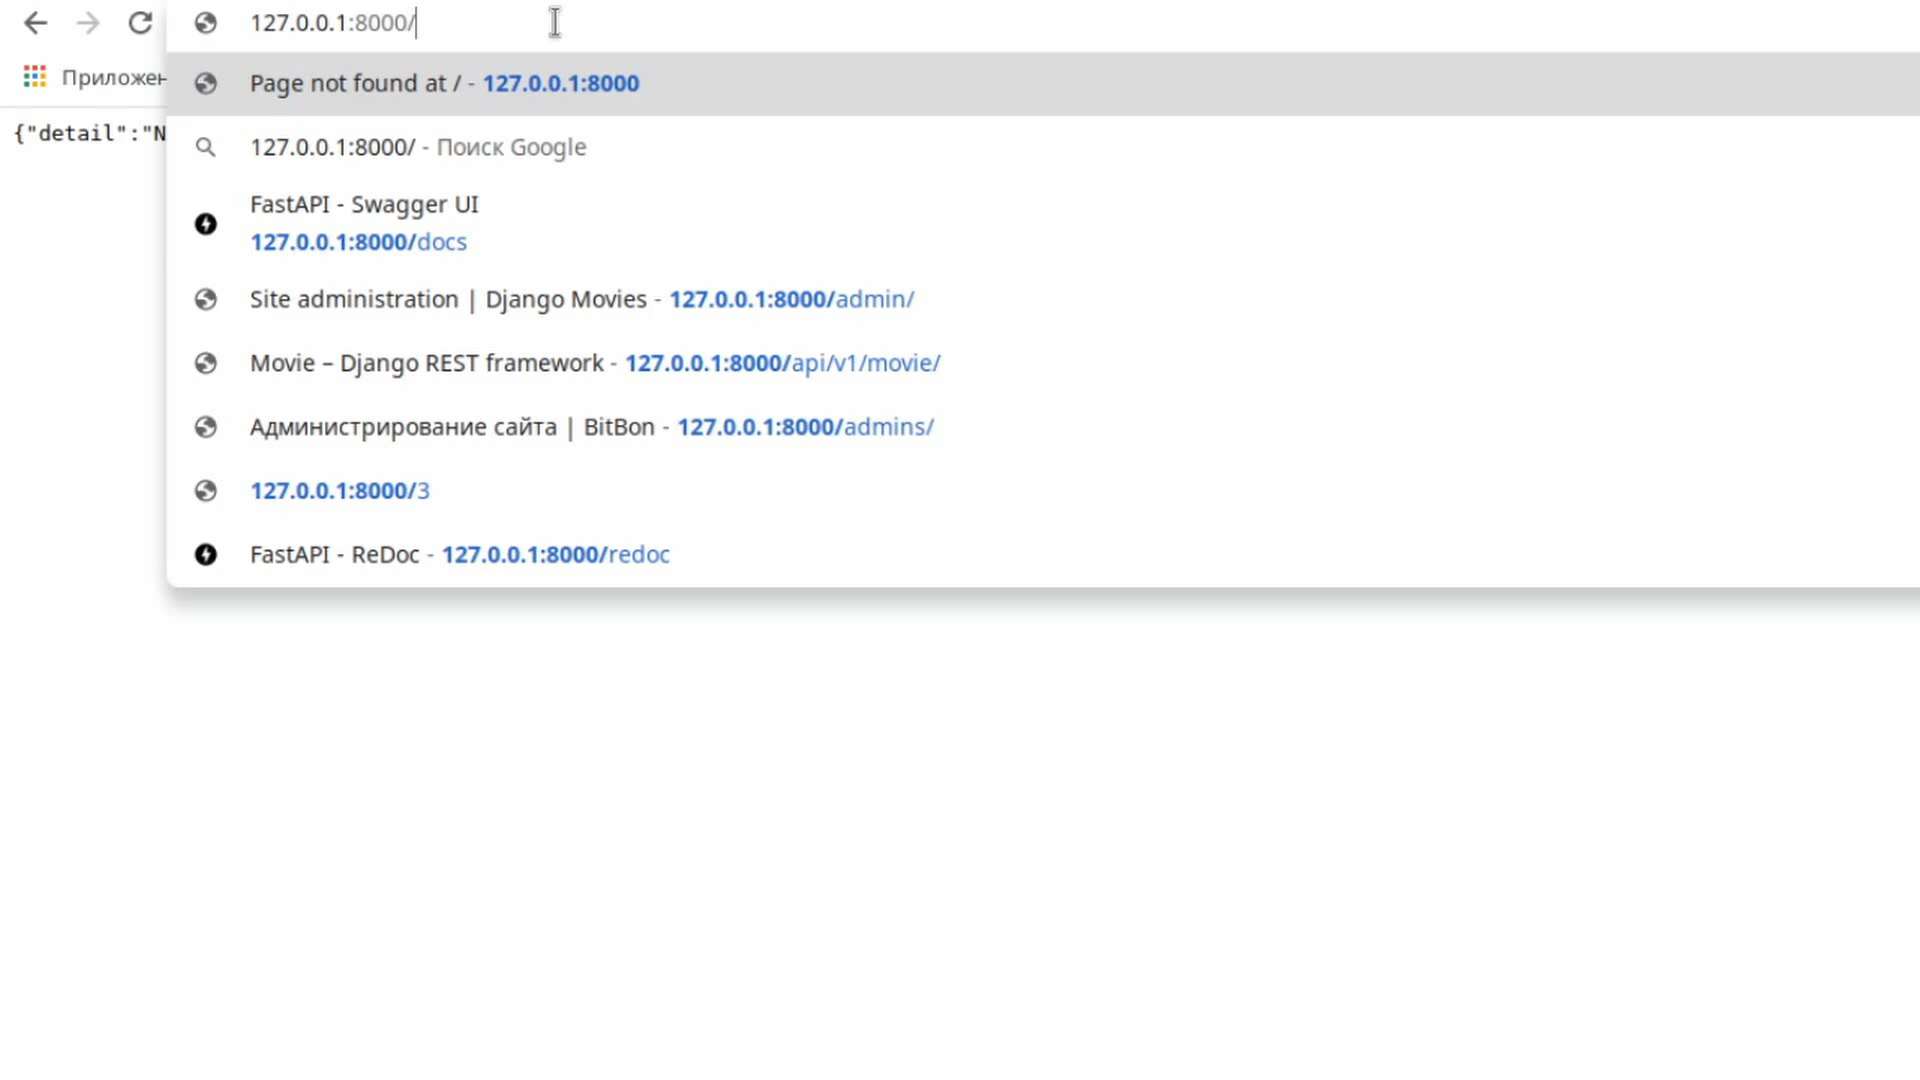 127.0.0.1:8000/
Page not found at / - 127.0.0.1:8000
Приложен
{"detail":"N
127.0.0.1:8000/ - Поиск Google
FastAPI - Swagger UI
127.0.0.1:8000/docs
Site administration | Django Movies - 127.0.0.1:8000/admin/
Movie – Django REST framework - 127.0.0.1:8000/api/v1/movie/
Администрирование сайта | BitBon - 127.0.0.1:8000/admins/
127.0.0.1:8000/3
FastAPI - ReDoc - 127.0.0.1:8000/redoc